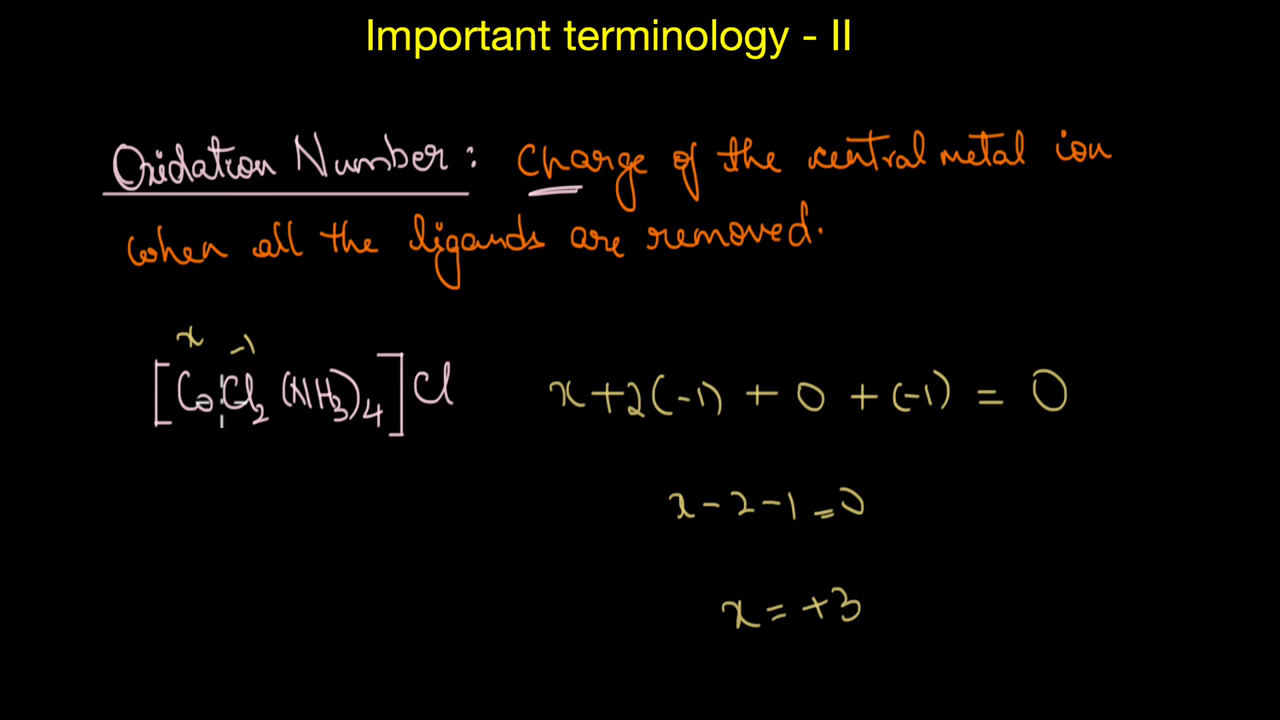 Important terminology - II
Oxidation Number: Charge of the central metal ion
when all the ligands are removed.
x -1
[CoCl₂(NH₃)₄]Cl x+2(-1) + 0 + (-1) = 0
x-2-1=0
x=+3